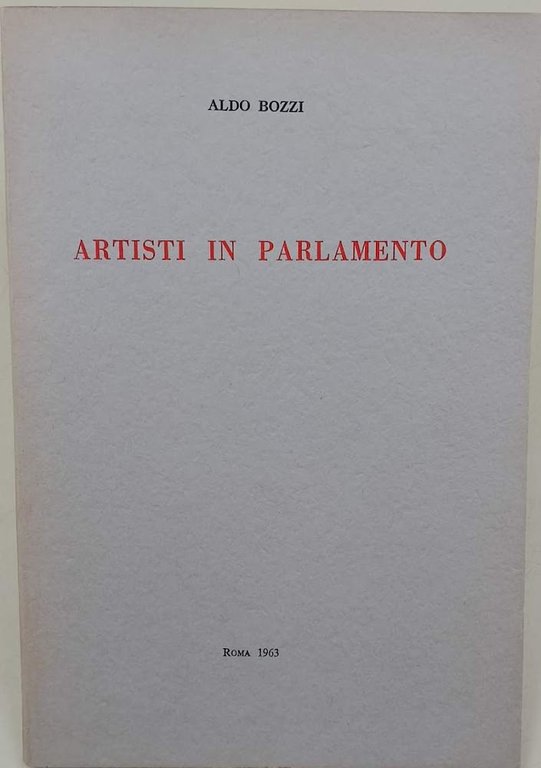 ALDO BOZZI
ARTISTI IN PARLAMENTO
ROMA 1963